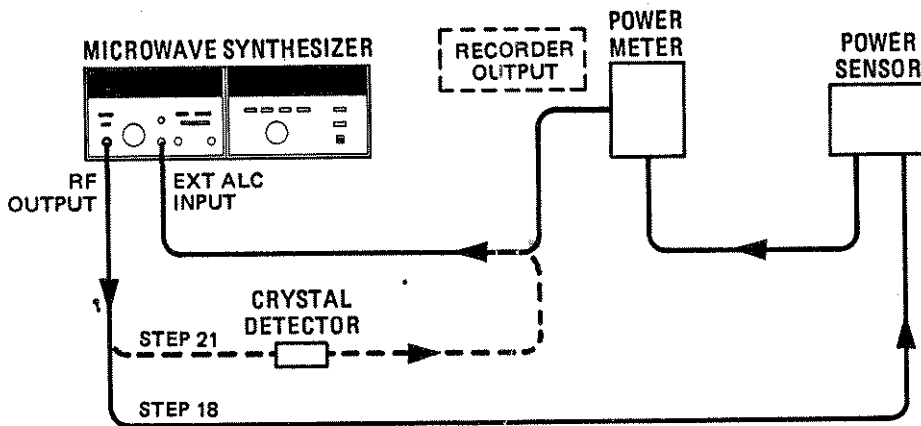 MICROWAVE SYNTHESIZER
RECORDER
OUTPUT
POWER
METER
POWER
SENSOR
RF
OUTPUT
EXT ALC
INPUT
CRYSTAL
DETECTOR
STEP 21
STEP 18